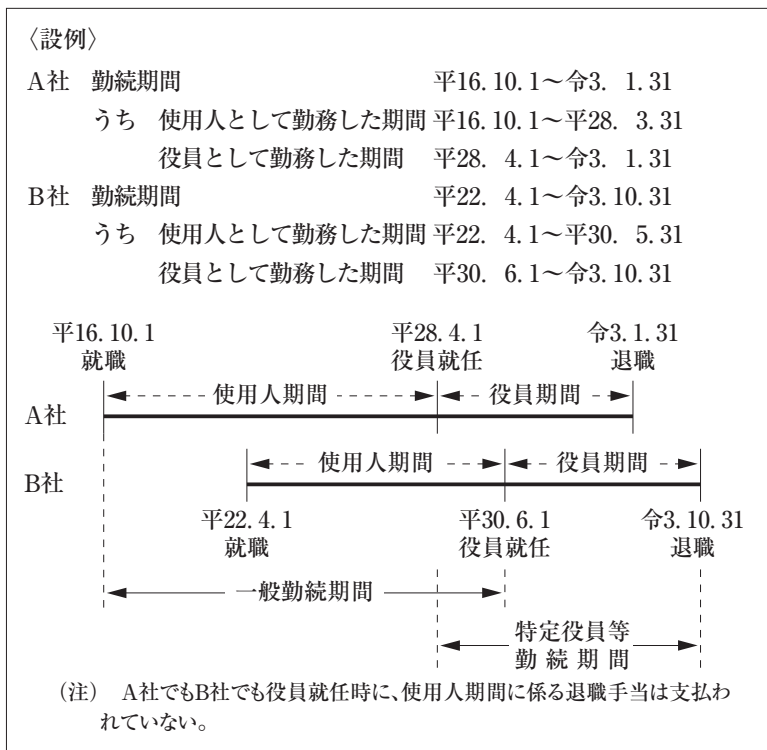 〈設例〉
A社 勤続期間 平16. 10. 1～令3. 1. 31
うち 使用人として勤務した期間 平16. 10. 1～平28. 3. 31
役員として勤務した期間 平28. 4. 1～令3. 1. 31
B社 勤続期間 平22. 4. 1～令3. 10. 31
うち 使用人として勤務した期間 平22. 4. 1～平30. 5. 31
役員として勤務した期間 平30. 6. 1～令3. 10. 31
平16. 10. 1 平28. 4. 1 令3. 1. 31
就職 役員就任 退職
使用人期間 役員期間
A社
使用人期間 役員期間
B社
平22. 4. 1 平30. 6. 1 令3. 10. 31
就職 役員就任 退職
一般勤続期間
特定役員等
勤続期間
(注) A社でもB社でも役員就任時に、使用人期間に係る退職手当は支払わ
れていない。